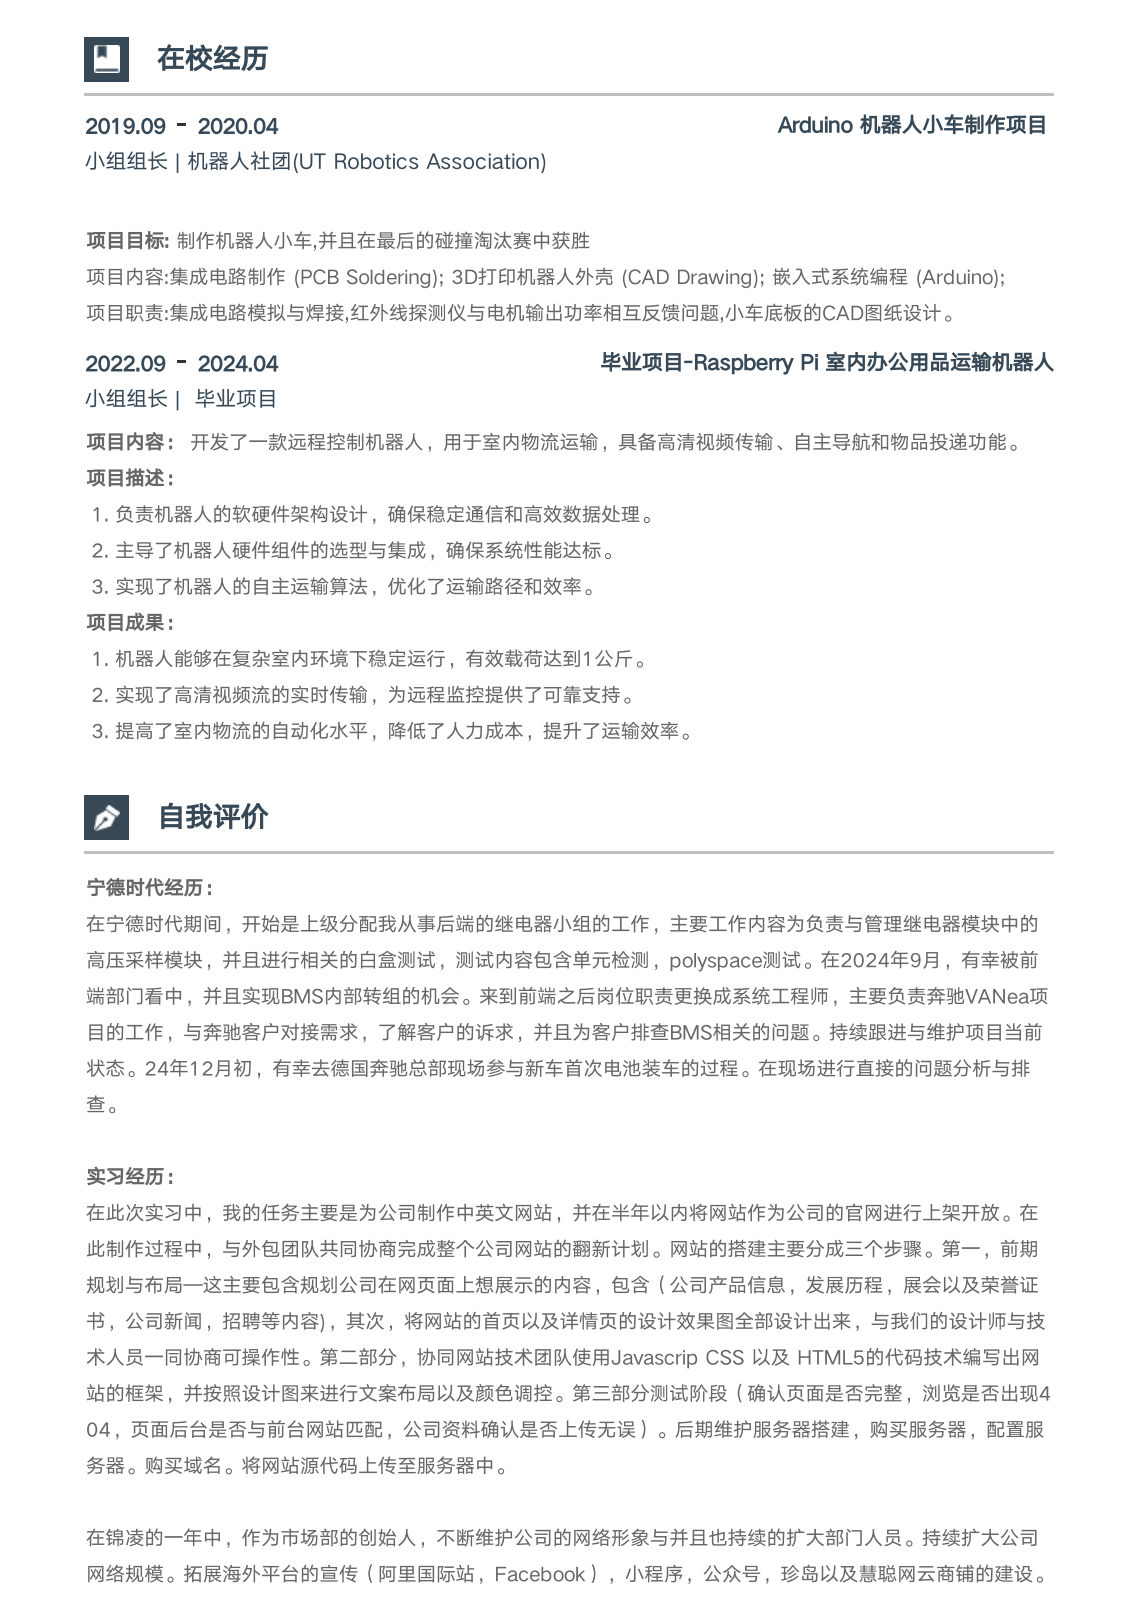 在校经历
2019.09 - 2020.04 Arduino 机器人小车制作项目
小组组长 | 机器人社团(UT Robotics Association)
项目目标: 制作机器人小车,并且在最后的碰撞淘汰赛中获胜
项目内容:集成电路制作 (PCB Soldering); 3D打印机器人外壳 (CAD Drawing); 嵌入式系统编程 (Arduino);
项目职责:集成电路模拟与焊接,红外线探测仪与电机输出功率相互反馈问题,小车底板的CAD图纸设计。
2022.09 - 2024.04 毕业项目-Raspberry Pi 室内办公用品运输机器人
小组组长 | 毕业项目
项目内容： 开发了一款远程控制机器人，用于室内物流运输，具备高清视频传输、自主导航和物品投递功能。
项目描述：
1. 负责机器人的软硬件架构设计，确保稳定通信和高效数据处理。
2. 主导了机器人硬件组件的选型与集成，确保系统性能达标。
3. 实现了机器人的自主运输算法，优化了运输路径和效率。
项目成果：
1. 机器人能够在复杂室内环境下稳定运行，有效载荷达到1公斤。
2. 实现了高清视频流的实时传输，为远程监控提供了可靠支持。
3. 提高了室内物流的自动化水平，降低了人力成本，提升了运输效率。
自我评价
宁德时代经历：
在宁德时代期间，开始是上级分配我从事后端的继电器小组的工作，主要工作内容为负责与管理继电器模块中的
高压采样模块，并且进行相关的白盒测试，测试内容包含单元检测，polyspace测试。在2024年9月，有幸被前
端部门看中，并且实现BMS内部转组的机会。来到前端之后岗位职责更换成系统工程师，主要负责奔驰VANea项
目的工作，与奔驰客户对接需求，了解客户的诉求，并且为客户排查BMS相关的问题。持续跟进与维护项目当前
状态。24年12月初，有幸去德国奔驰总部现场参与新车首次电池装车的过程。在现场进行直接的问题分析与排
查。
实习经历：
在此次实习中，我的任务主要是为公司制作中英文网站，并在半年以内将网站作为公司的官网进行上架开放。在
此制作过程中，与外包团队共同协商完成整个公司网站的翻新计划。网站的搭建主要分成三个步骤。第一，前期
规划与布局—这主要包含规划公司在网页面上想展示的内容，包含（公司产品信息，发展历程，展会以及荣誉证
书，公司新闻，招聘等内容)，其次，将网站的首页以及详情页的设计效果图全部设计出来，与我们的设计师与技
术人员一同协商可操作性。第二部分，协同网站技术团队使用Javascrip CSS 以及 HTML5的代码技术编写出网
站的框架，并按照设计图来进行文案布局以及颜色调控。第三部分测试阶段（确认页面是否完整，浏览是否出现4
04，页面后台是否与前台网站匹配，公司资料确认是否上传无误）。后期维护服务器搭建，购买服务器，配置服
务器。购买域名。将网站源代码上传至服务器中。
在锦凌的一年中，作为市场部的创始人，不断维护公司的网络形象与并且也持续的扩大部门人员。持续扩大公司
网络规模。拓展海外平台的宣传（阿里国际站，Facebook），小程序，公众号，珍岛以及慧聪网云商铺的建设。